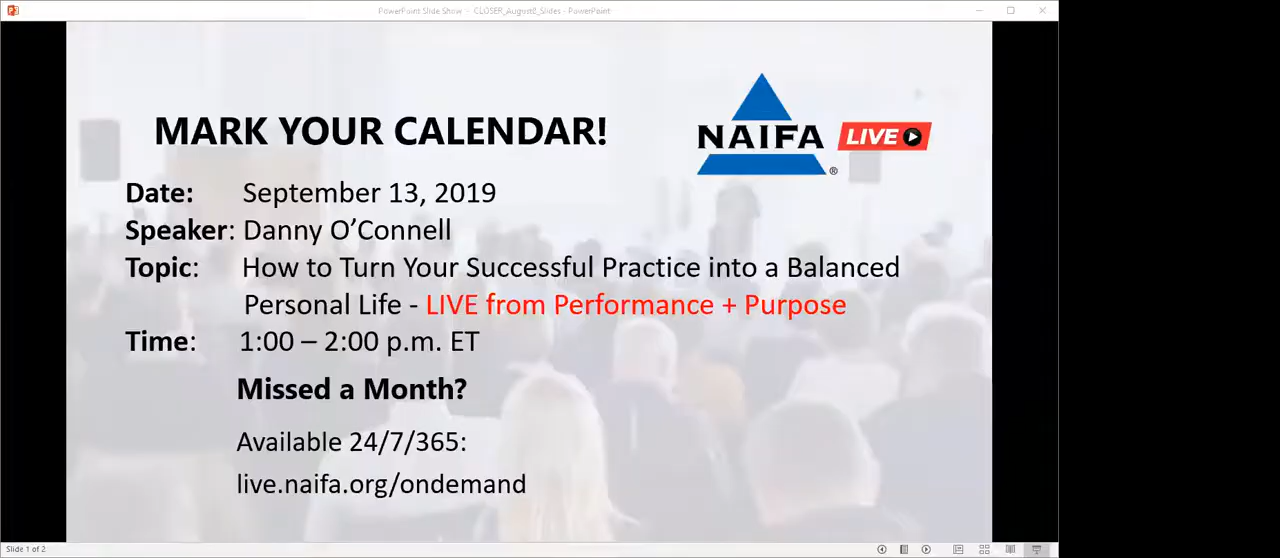 PowerPoint Slide Show - CLOSER_August8_Slides - PowerPoint
MARK YOUR CALENDAR!
NAIFA LIVE
®
Date: September 13, 2019
Speaker: Danny O’Connell
Topic: How to Turn Your Successful Practice into a Balanced
Personal Life - LIVE from Performance + Purpose
Time: 1:00 – 2:00 p.m. ET
Missed a Month?
Available 24/7/365:
live.naifa.org/ondemand
Slide 1 of 2